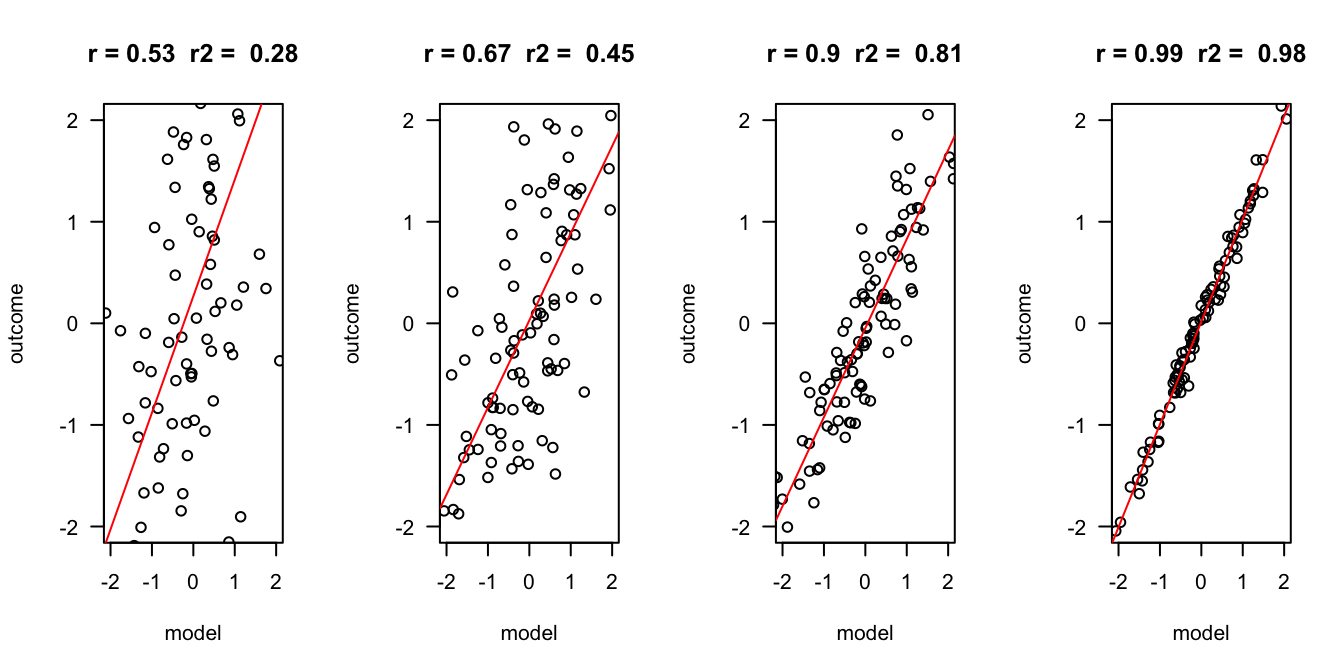 r = 0.53 r2 = 0.28
2
1
0
-1
-2
outcome
-2 -1 0 1 2
model
r = 0.67 r2 = 0.45
2
1
0
-1
-2
outcome
-2 -1 0 1 2
model
r = 0.9 r2 = 0.81
2
1
0
-1
-2
outcome
-2 -1 0 1 2
model
r = 0.99 r2 = 0.98
2
1
0
-1
-2
outcome
-2 -1 0 1 2
model